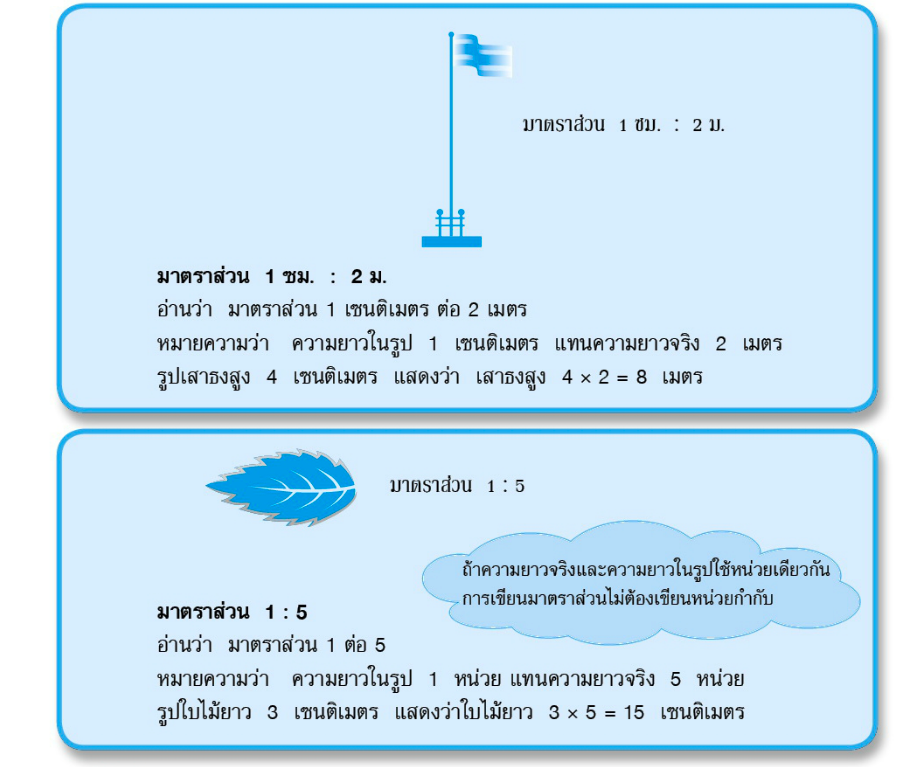 มาตราส่วน 1 ซม. : 2 ม.
มาตราส่วน 1 ซม. : 2 ม.
อ่านว่า มาตราส่วน 1 เซนติเมตร ต่อ 2 เมตร
หมายความว่า ความยาวในรูป 1 เซนติเมตร แทนความยาวจริง 2 เมตร
รูปเสาธงสูง 4 เซนติเมตร แสดงว่า เสาธงสูง 4 × 2 = 8 เมตร
มาตราส่วน 1 : 5
ถ้าความยาวจริงและความยาวในรูปใช้หน่วยเดียวกัน
การเขียนมาตราส่วนไม่ต้องเขียนหน่วยกำกับ
มาตราส่วน 1 : 5
อ่านว่า มาตราส่วน 1 ต่อ 5
หมายความว่า ความยาวในรูป 1 หน่วย แทนความยาวจริง 5 หน่วย
รูปใบไม้ยาว 3 เซนติเมตร แสดงว่าใบไม้ยาว 3 × 5 = 15 เซนติเมตร